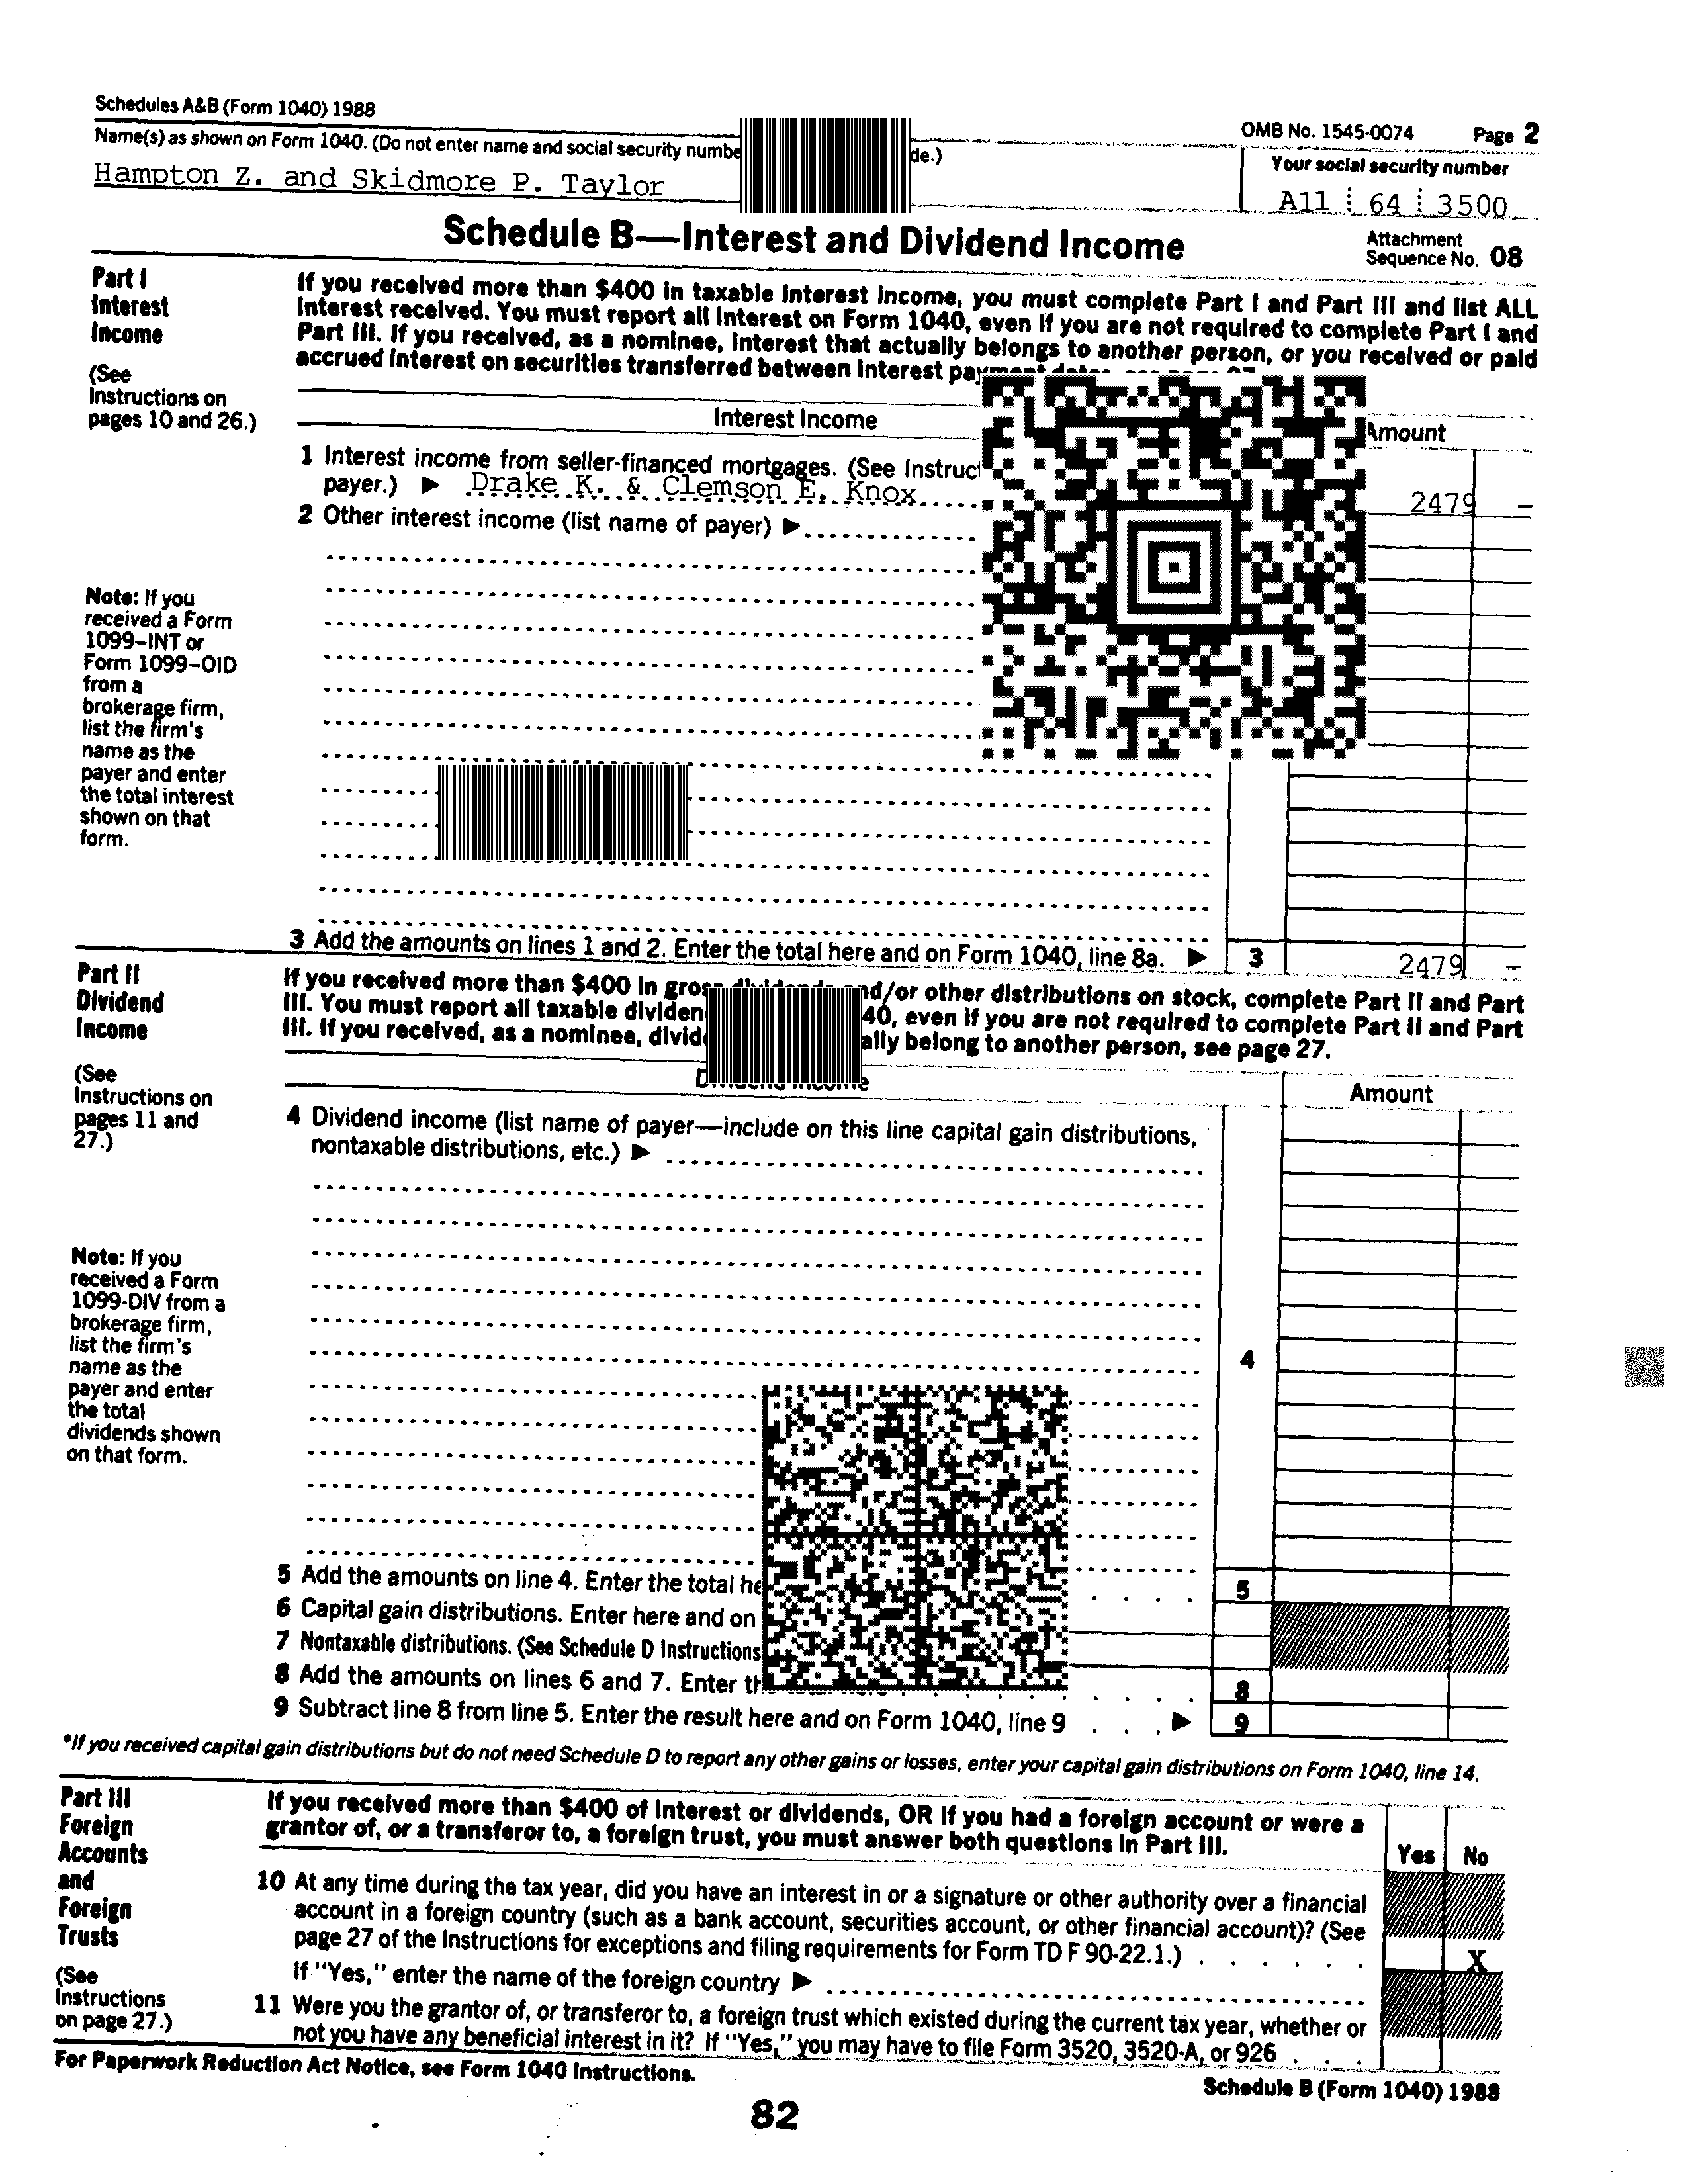 Schedules A&B (Form 1040) 1988
OMB No. 1545-0074 Page 2
Name(s) as shown on Form 1040. (Do not enter name and social security de.)
Your social security number
Hampton Z. and Skidmore P. Taylor
A11 64 3500
Schedule B—Interest and Dividend Income
Attachment
Sequence No. 08
Part I
Interest
Income
(See
Instructions on
pages 10 and 26.)
If you received more than $400 in taxable interest income, you must complete Part I and Part III and list ALL
interest received. You must report all interest on Form 1040, even if you are not required to complete Part I and
Part III. If you received, as a nominee, interest that actually belongs to another person, or you received or paid
accrued interest on securities transferred between interest
Interest Income
Amount
1 Interest income from seller-financed mortgages. (See
payer.) ▶ Drake K. & Clemson E. Knox
2479 –
2 Other interest income (list name of payer) ▶
Note: If you
received a Form
1099–INT or
Form 1099–OID
from a
brokerage firm,
list the firm's
name as the
payer and enter
the total interest
shown on that
form.
3 Add the amounts on lines 1 and 2. Enter the total here and on Form 1040, line 8a. ▶ 3 2479 –
Part II
Dividend
Income
(See
Instructions on
pages 11 and
27.)
If you received more than $400 in and/or other distributions on stock, complete Part II and Part
III. You must report all taxable 40, even if you are not required to complete Part II and Part
III. If you received, as a nominee, ally belong to another person, see page 27.
Amount
4 Dividend income (list name of payer—include on this line capital gain distributions,
nontaxable distributions, etc.) ▶
Note: If you
received a Form
1099-DIV from a
brokerage firm,
list the firm's
name as the
payer and enter
the total
dividends shown
on that form.
4
5 Add the amounts on line 4. Enter the total 5
6 Capital gain distributions. Enter here and on
7 Nontaxable distributions. (See Schedule D Instructions
8 Add the amounts on lines 6 and 7. Enter 8
9 Subtract line 8 from line 5. Enter the result here and on Form 1040, line 9 ▶ 9
*If you received capital gain distributions but do not need Schedule D to report any other gains or losses, enter your capital gain distributions on Form 1040, line 14.
Part III
Foreign
Accounts
and
Foreign
Trusts
(See
Instructions
on page 27.)
If you received more than $400 of interest or dividends, OR if you had a foreign account or were a
grantor of, or a transferor to, a foreign trust, you must answer both questions in Part III.
Yes No
10 At any time during the tax year, did you have an interest in or a signature or other authority over a financial
account in a foreign country (such as a bank account, securities account, or other financial account)? (See
page 27 of the Instructions for exceptions and filing requirements for Form TD F 90-22.1.) X
If "Yes," enter the name of the foreign country ▶
11 Were you the grantor of, or transferor to, a foreign trust which existed during the current tax year, whether or
not you have any beneficial interest in it? If "Yes," you may have to file Form 3520, 3520-A, or 926
For Paperwork Reduction Act Notice, see Form 1040 Instructions.
Schedule B (Form 1040) 1988
82